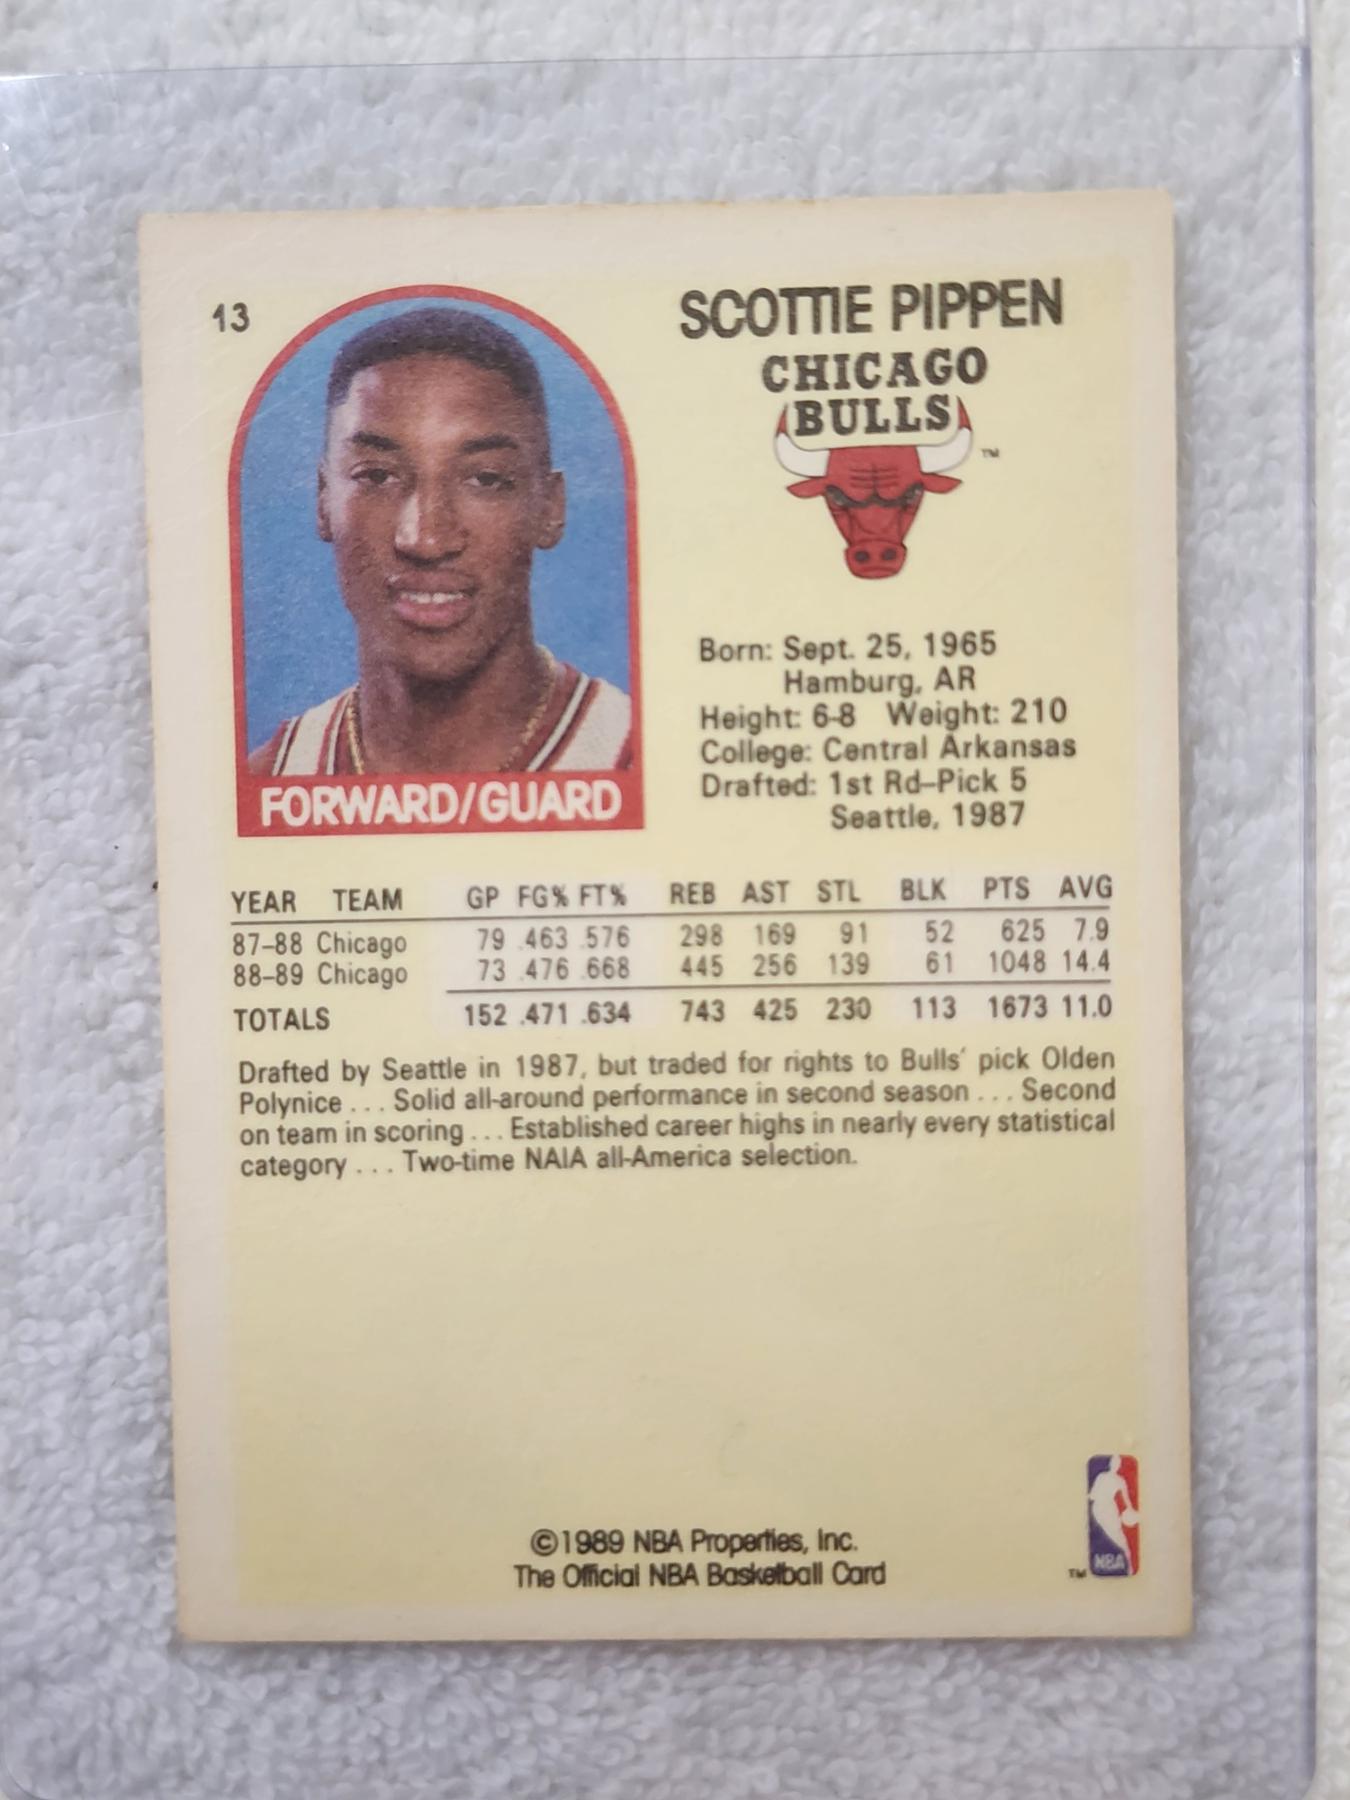 13
SCOTTIE PIPPEN
CHICAGO
BULLS
TM
Born: Sept. 25, 1965
Hamburg, AR
Height: 6-8 Weight: 210
College: Central Arkansas
Drafted: 1st Rd–Pick 5
Seattle, 1987
FORWARD/GUARD
YEAR TEAM GP FG% FT% REB AST STL BLK PTS AVG
87–88 Chicago 79 .463 .576 298 169 91 52 625 7.9
88–89 Chicago 73 .476 .668 445 256 139 61 1048 14.4
TOTALS 152 .471 .634 743 425 230 113 1673 11.0
Drafted by Seattle in 1987, but traded for rights to Bulls' pick Olden
Polynice . . . Solid all-around performance in second season . . . Second
on team in scoring . . . Established career highs in nearly every statistical
category . . . Two-time NAIA all-America selection.
©1989 NBA Properties, Inc.
The Official NBA Basketball Card
TM NBA